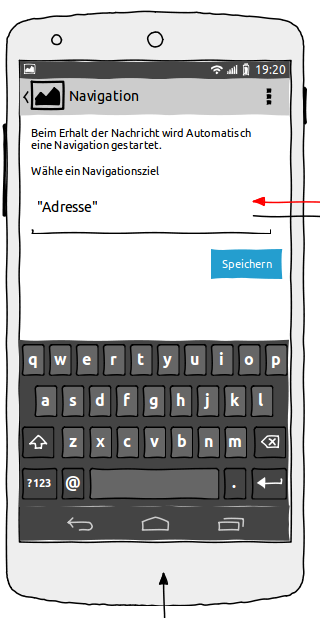 19:20
Navigation
Beim Erhalt der Nachricht wird Automatisch
eine Navigation gestartet.
Wähle ein Navigationsziel
"Adresse"
Speichern
q w e r t y u i o p
a s d f g h j k l
z x c v b n m
?123 @ .